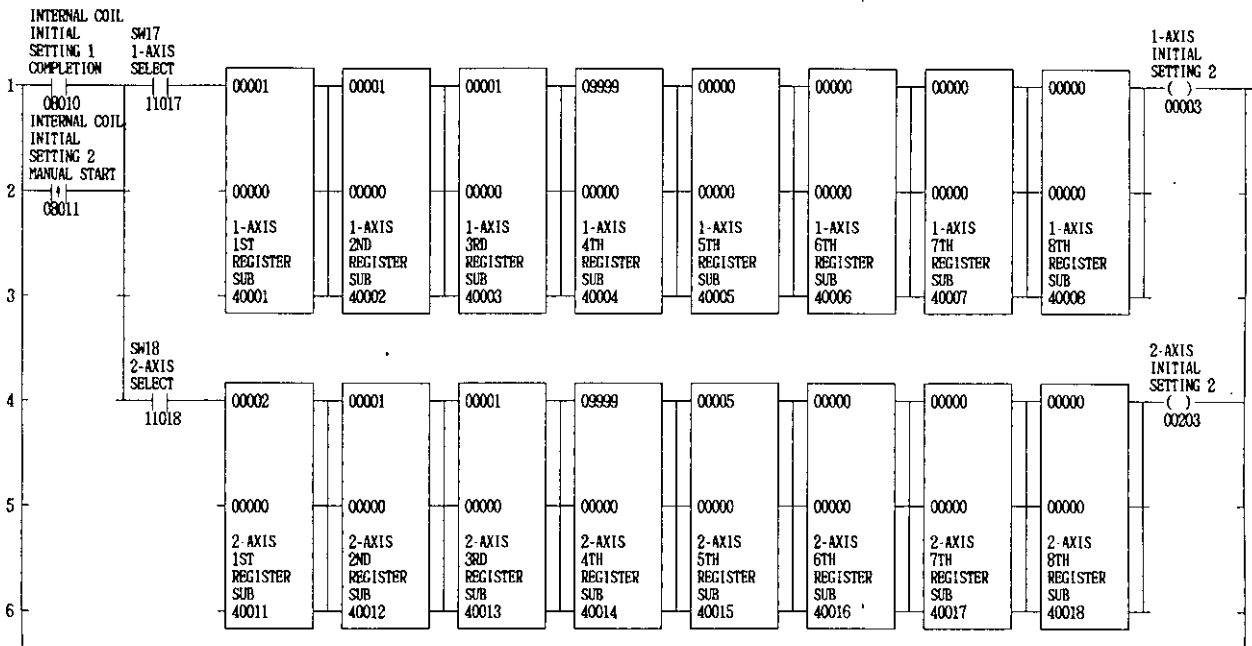 INTERNAL COIL
INITIAL
SETTING 1
COMPLETION
08010
SW17
1-AXIS
SELECT
11017
1
INTERNAL COIL
INITIAL
SETTING 2
MANUAL START
08011
2
3
00001
00000
1-AXIS
1ST
REGISTER
SUB
40001
00001
00000
1-AXIS
2ND
REGISTER
SUB
40002
00001
00000
1-AXIS
3RD
REGISTER
SUB
40003
09999
00000
1-AXIS
4TH
REGISTER
SUB
40004
00000
00000
1-AXIS
5TH
REGISTER
SUB
40005
00000
00000
1-AXIS
6TH
REGISTER
SUB
40006
00000
00000
1-AXIS
7TH
REGISTER
SUB
40007
00000
00000
1-AXIS
8TH
REGISTER
SUB
40008
1-AXIS
INITIAL
SETTING 2
( )
00003
SW18
2-AXIS
SELECT
11018
4
5
6
00002
00000
2-AXIS
1ST
REGISTER
SUB
40011
00001
00000
2-AXIS
2ND
REGISTER
SUB
40012
00001
00000
2-AXIS
3RD
REGISTER
SUB
40013
09999
00000
2-AXIS
4TH
REGISTER
SUB
40014
00005
00000
2-AXIS
5TH
REGISTER
SUB
40015
00000
00000
2-AXIS
6TH
REGISTER
SUB
40016
00000
00000
2-AXIS
7TH
REGISTER
SUB
40017
00000
00000
2-AXIS
8TH
REGISTER
SUB
40018
2-AXIS
INITIAL
SETTING 2
( )
00203